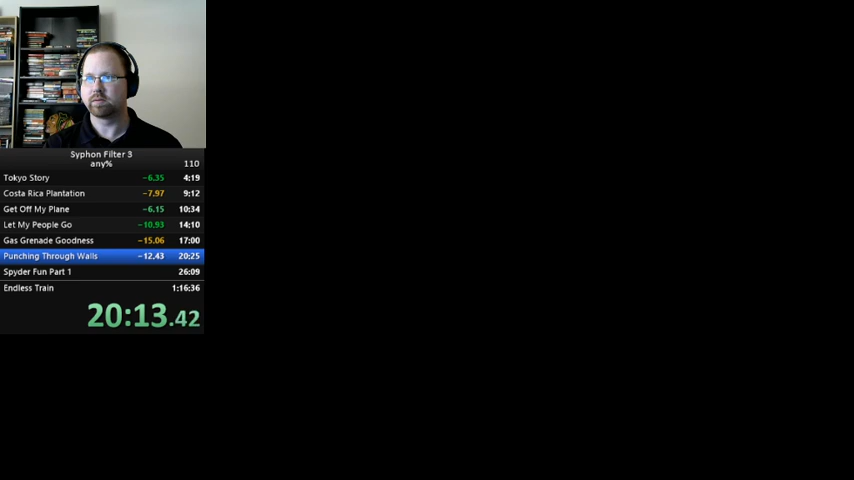 Syphon Filter 3
any% 110
Tokyo Story -6.35 4:19
Costa Rica Plantation -7.97 9:12
Get Off My Plane -6.15 10:34
Let My People Go -10.93 14:10
Gas Grenade Goodness -15.06 17:00
Punching Through Walls -12.43 20:25
Spyder Fun Part 1 26:09
Endless Train 1:16:36
20:13.42